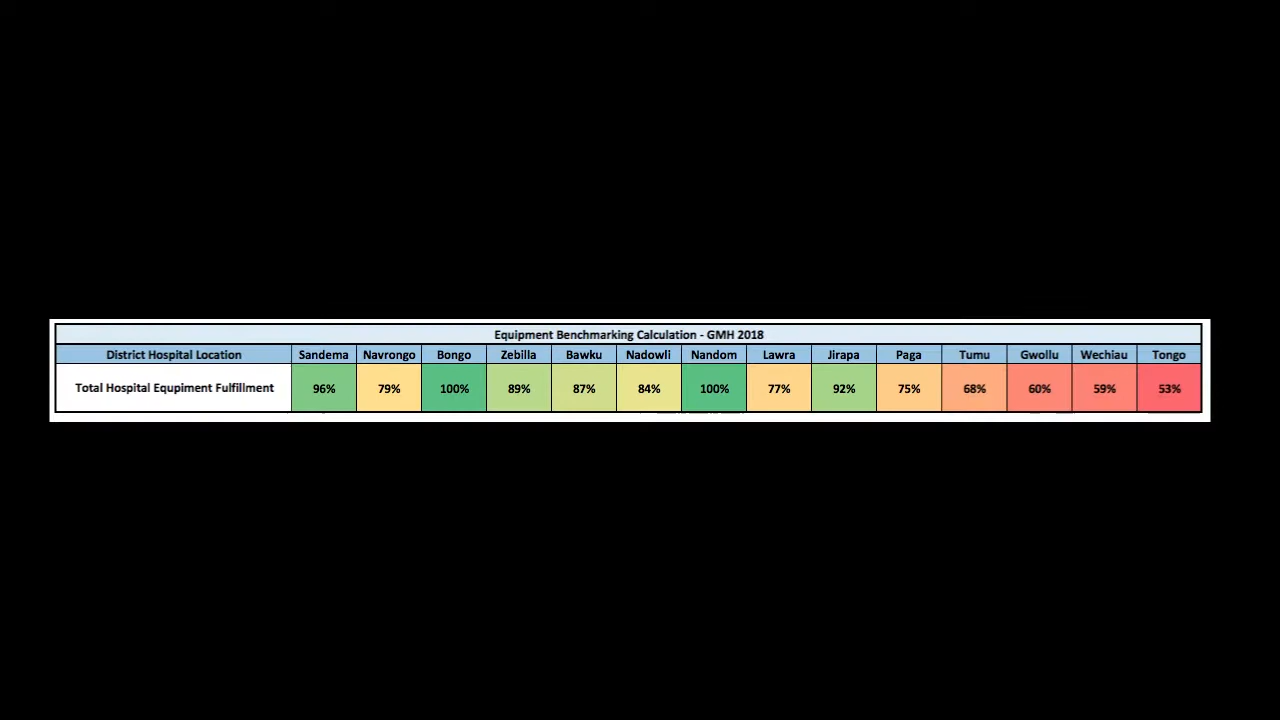 Equipment Benchmarking Calculation - GMH 2018
District Hospital Location Sandema Navrongo Bongo Zebilla Bawku Nadowli Nandom Lawra Jirapa Paga Tumu Gwollu Wechiau Tongo
Total Hospital Equpiment Fulfillment 96% 79% 100% 89% 87% 84% 100% 77% 92% 75% 68% 60% 59% 53%